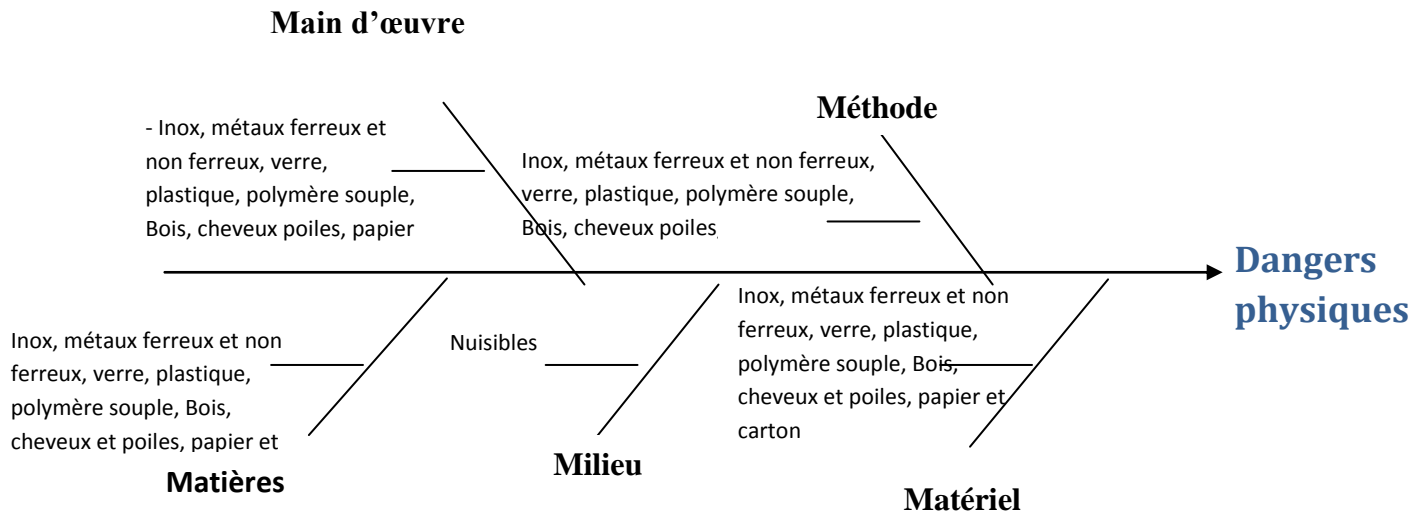 Main d’œuvre
Méthode
- Inox, métaux ferreux et
non ferreux, verre,
plastique, polymère souple,
Bois, cheveux poiles, papier
Inox, métaux ferreux et non ferreux,
verre, plastique, polymère souple,
Bois, cheveux poiles
Dangers
physiques
Inox, métaux ferreux et non
ferreux, verre, plastique,
polymère souple, Bois,
cheveux et poiles, papier et
Matières
Nuisibles
Milieu
Inox, métaux ferreux et non
ferreux, verre, plastique,
polymère souple, Bois,
cheveux et poiles, papier et
carton
Matériel